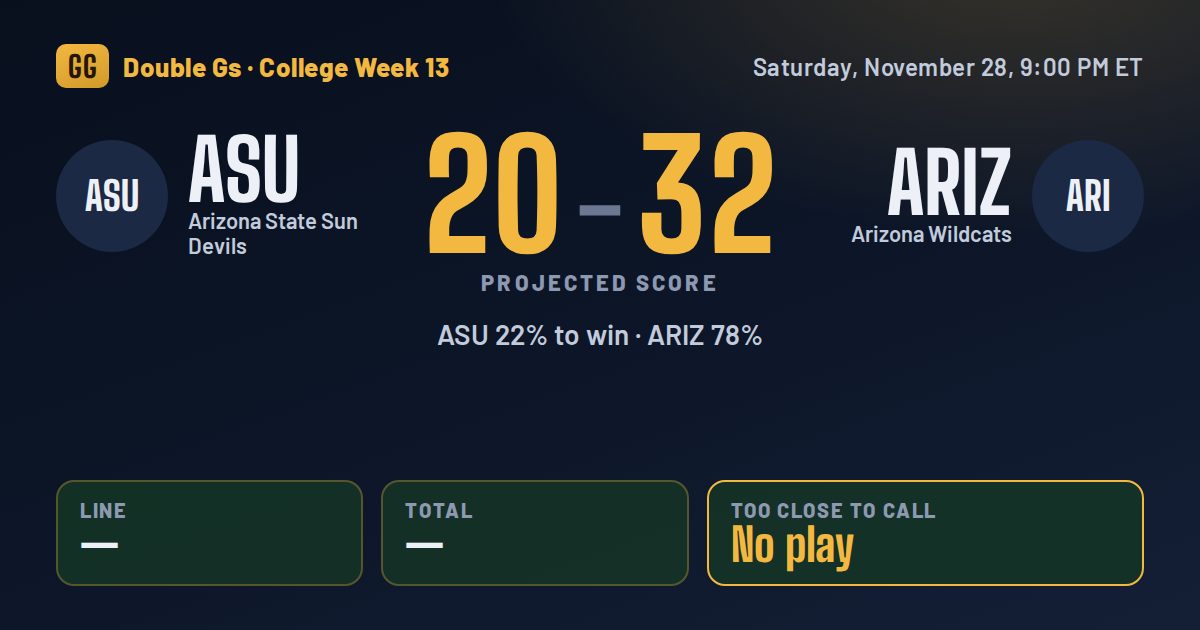 GG
Double Gs · College Week 13
Saturday, November 28, 9:00 PM ET
ASU
ASU
Arizona State Sun
Devils
20 – 32
PROJECTED SCORE
ASU 22% to win · ARIZ 78%
ARIZ
Arizona Wildcats
ARI
LINE
—
TOTAL
—
TOO CLOSE TO CALL
No play